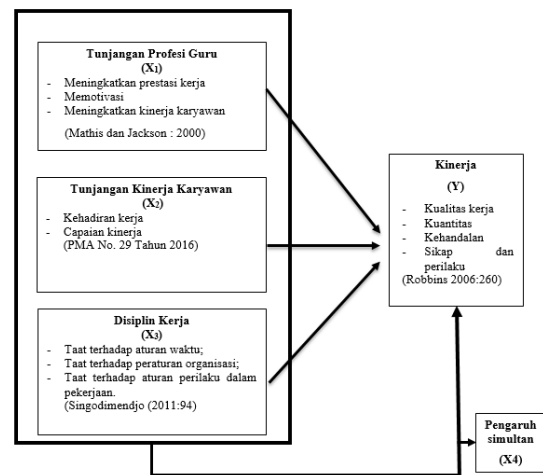 Tunjangan Profesi Guru
(X1)
- Meningkatkan prestasi kerja
- Memotivasi
- Meningkatkan kinerja karyawan
(Mathis dan Jackson : 2000)
Tunjangan Kinerja Karyawan
(X2)
- Kehadiran kerja
- Capaian kinerja
(PMA No. 29 Tahun 2016)
Disiplin Kerja
(X3)
- Taat terhadap aturan waktu;
- Taat terhadap peraturan organisasi;
- Taat terhadap aturan perilaku dalam
pekerjaan.
(Singodimendjo (2011:94)
Kinerja
(Y)
- Kualitas kerja
- Kuantitas
- Kehandalan
- Sikap dan
perilaku
(Robbins 2006:260)
Pengaruh
simultan
(X4)